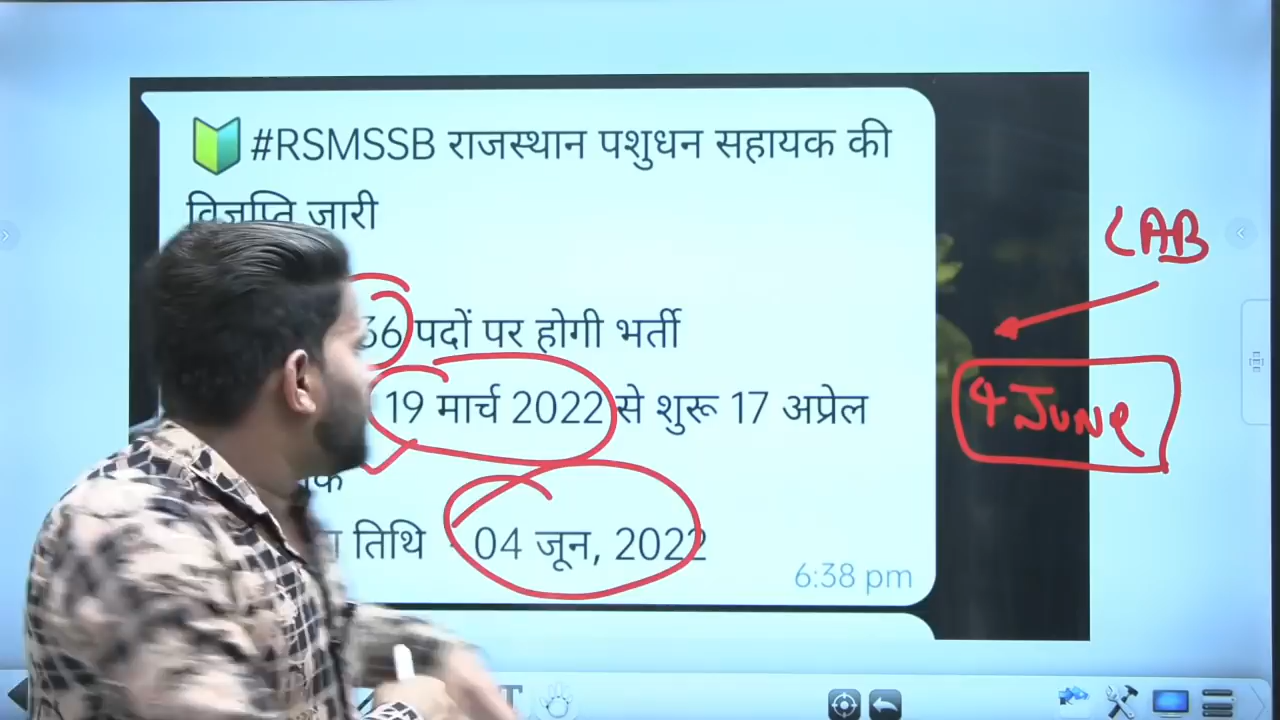 #RSMSSB राजस्थान पशुधन सहायक की
विज्ञप्ति जारी
36 पदों पर होगी भर्ती
19 मार्च 2022 से शुरू 17 अप्रेल
तिथि - 04 जून, 2022
6:38 pm
LAB
4 June